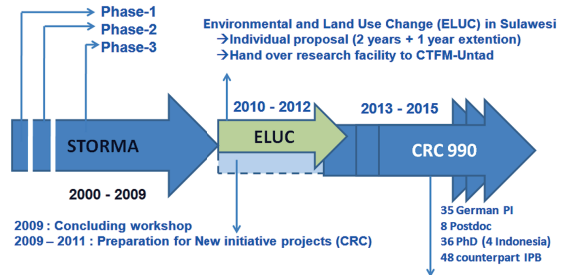 Phase-1
Phase-2
Phase-3
Environmental and Land Use Change (ELUC) in Sulawesi
→Individual proposal (2 years + 1 year extention)
→Hand over research facility to CTFM-Untad
2010 - 2012
2013 - 2015
STORMA
ELUC
CRC 990
2000 - 2009
2009 : Concluding workshop
2009 – 2011 : Preparation for New initiative projects (CRC)
35 German PI
8 Postdoc
36 PhD (4 Indonesia)
48 counterpart IPB